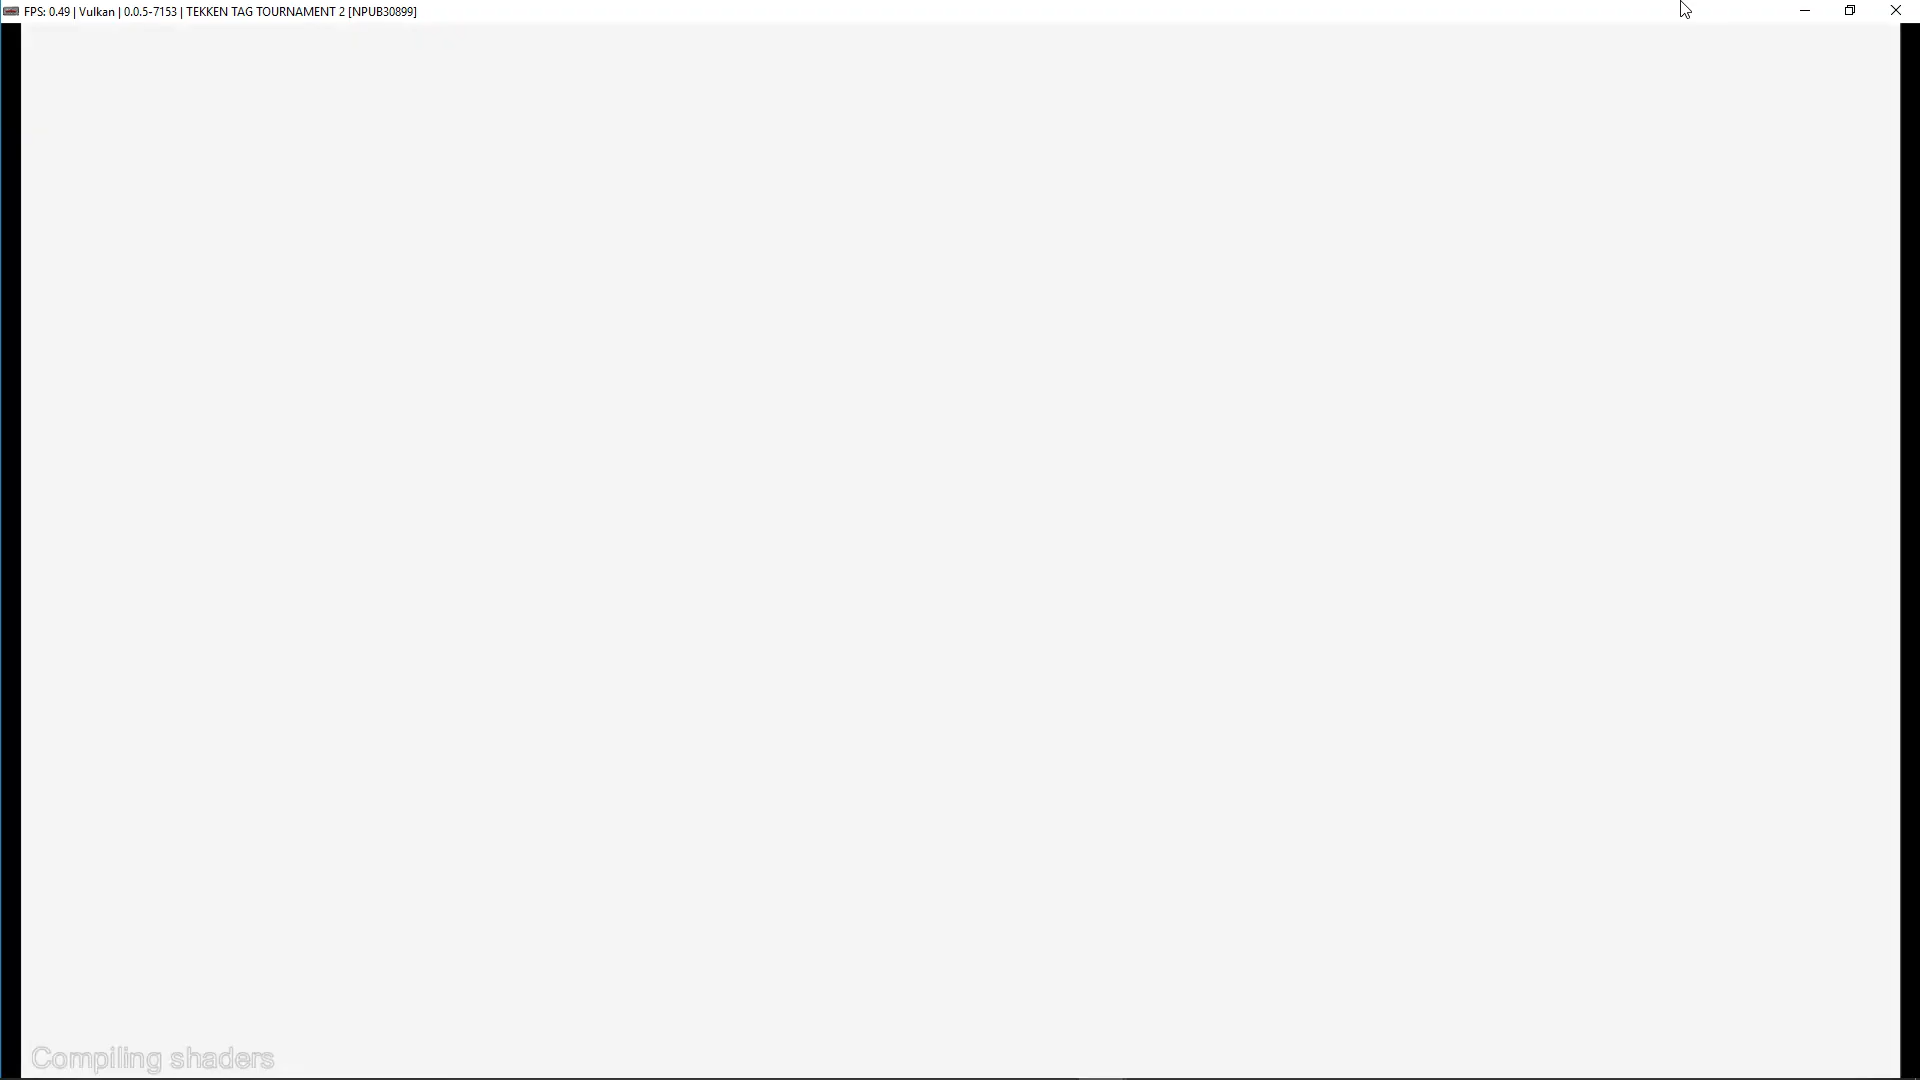 FPS: 0.49 | Vulkan | 0.0.5-7153 | TEKKEN TAG TOURNAMENT 2 [NPUB30899]
Compiling shaders